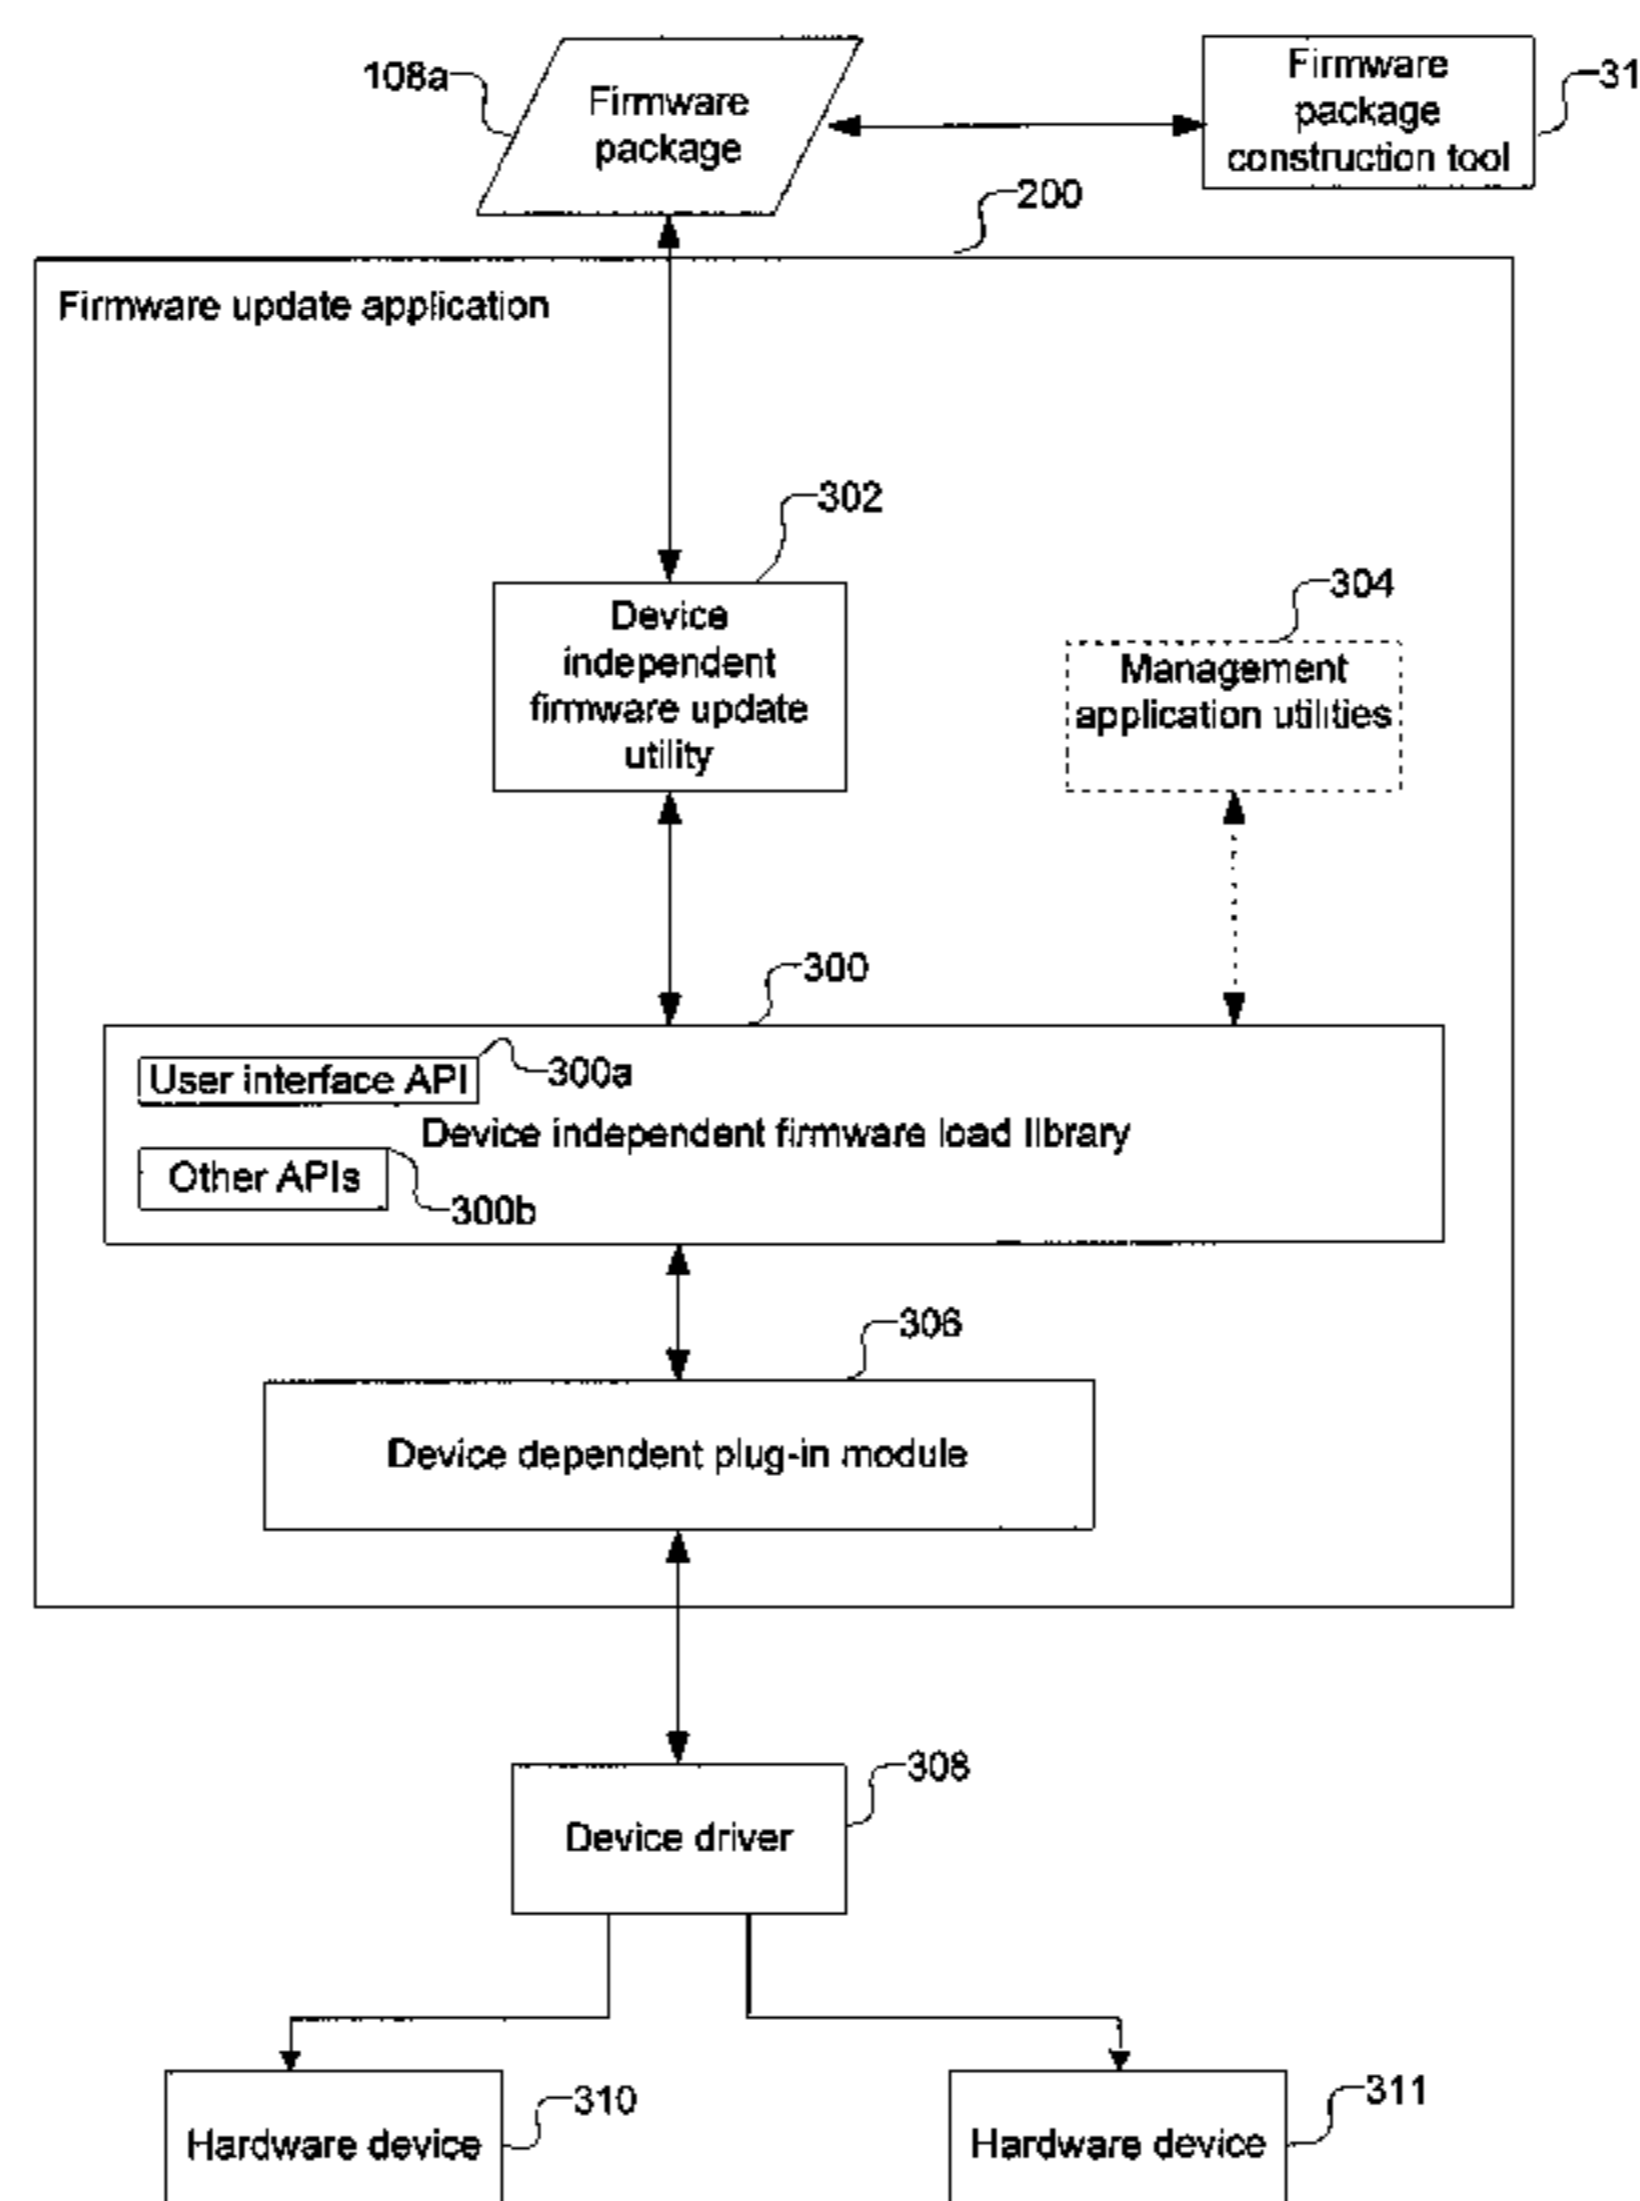 108a
Firmware
package
Firmware
package
construction tool
31
200
Firmware update application
302
Device
independent
firmware update
utility
304
Management
application utilities
300
User interface API
300a
Device independent firmware load library
Other APIs
300b
306
Device dependent plug-in module
308
Device driver
310
Hardware device
311
Hardware device